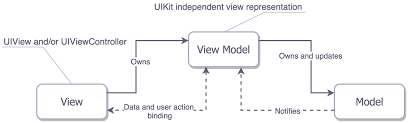 UIKit independent view representation
UIView and/or UIViewController
View Model
Owns
Owns and updates
View
Data and user action
binding
Notifies
Model